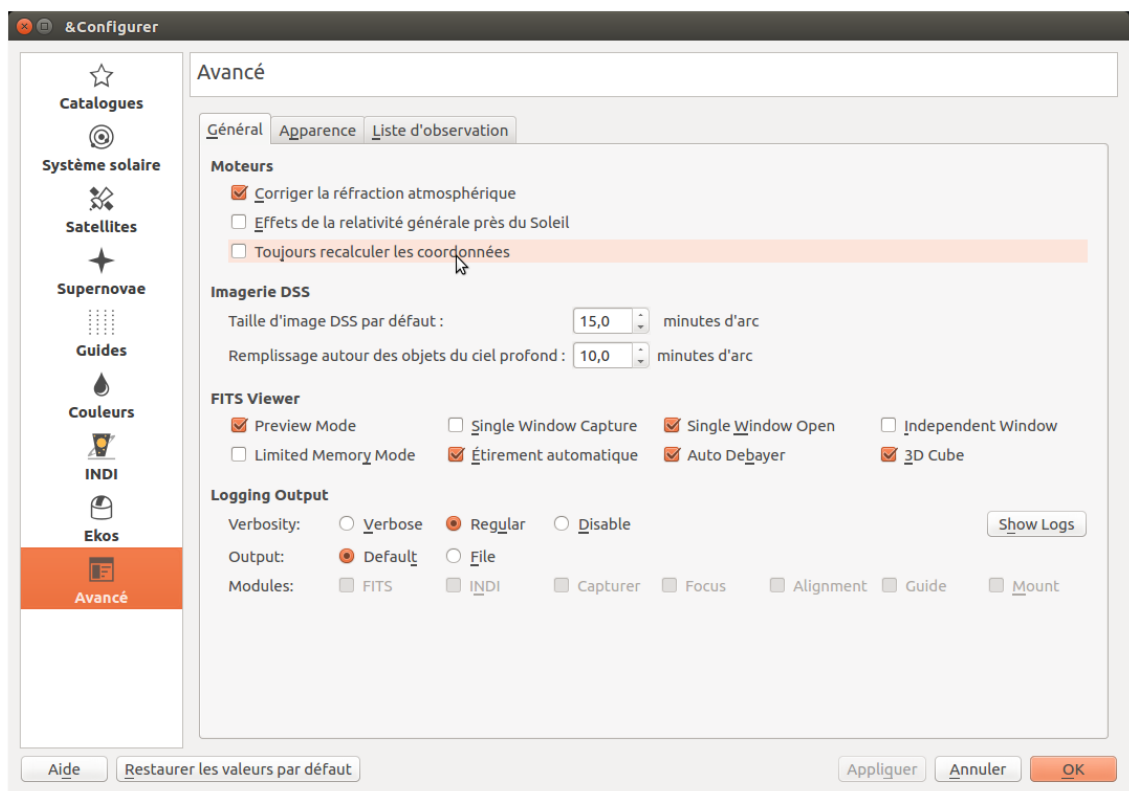 &Configurer
Catalogues
Système solaire
Satellites
Supernovae
Guides
Couleurs
INDI
Ekos
Avancé
Avancé
Général Apparence Liste d'observation
Moteurs
Corriger la réfraction atmosphérique
Effets de la relativité générale près du Soleil
Toujours recalculer les coordonnées
Imagerie DSS
Taille d'image DSS par défaut : 15,0 minutes d'arc
Remplissage autour des objets du ciel profond : 10,0 minutes d'arc
FITS Viewer
Preview Mode Single Window Capture Single Window Open Independent Window
Limited Memory Mode Étirement automatique Auto Debayer 3D Cube
Logging Output
Verbosity: Verbose Regular Disable Show Logs
Output: Default File
Modules: FITS INDI Capturer Focus Alignment Guide Mount
Aide Restaurer les valeurs par défaut Appliquer Annuler OK